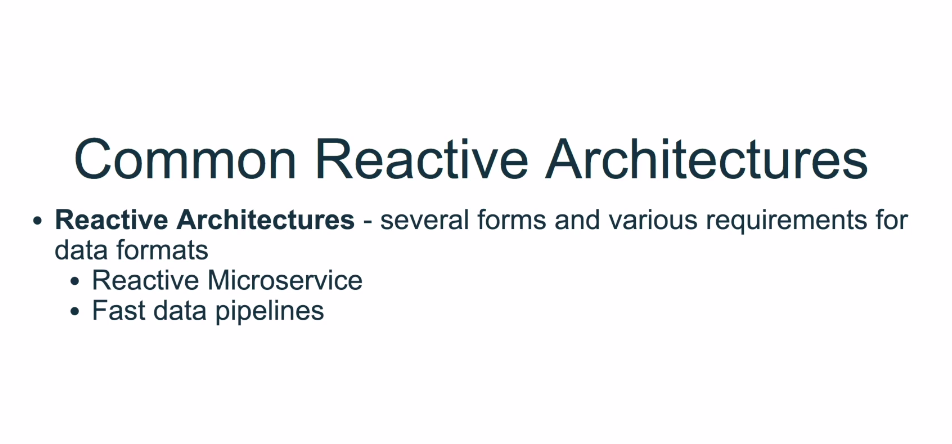 Common Reactive Architectures
• Reactive Architectures - several forms and various requirements for
data formats
• Reactive Microservice
• Fast data pipelines